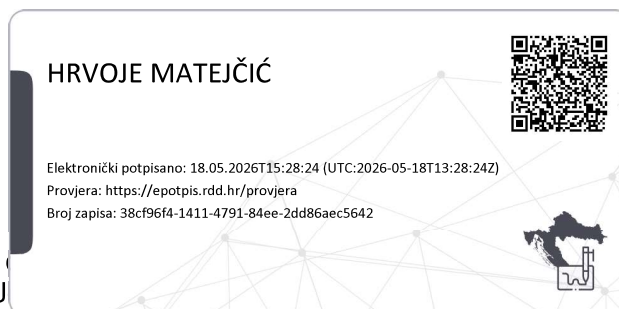 HRVOJE MATEJČIĆ
Elektronički potpisano: 18.05.2026T15:28:24 (UTC:2026-05-18T13:28:24Z)
Provjera: https://epotpis.rdd.hr/provjera
Broj zapisa: 38cf96f4-1411-4791-84ee-2dd86aec5642